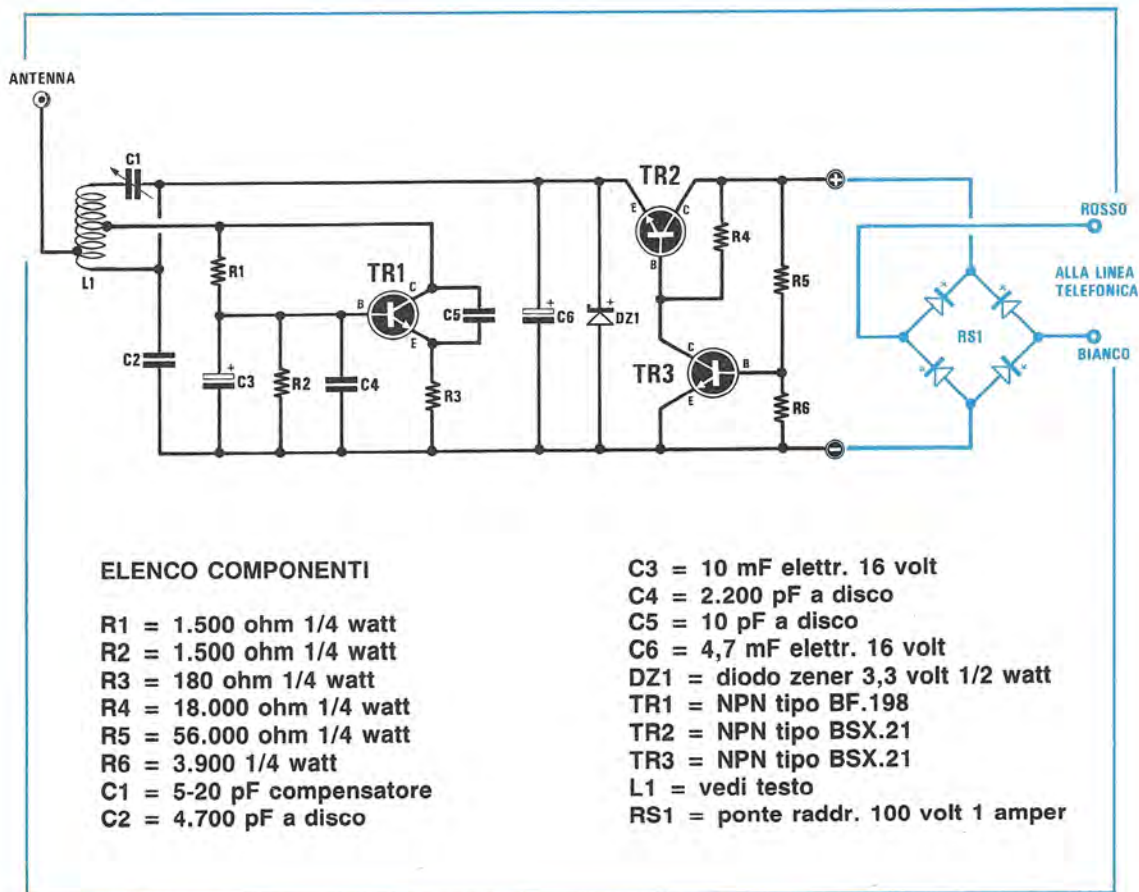 ANTENNA
C1
L1
C2
R1
C3
R2
C4
B
TR1
C
E
C5
R3
C6
DZ1
TR2
E
C
B
R4
R5
TR3
C
B
E
R6
+
-
RS1
ROSSO
ALLA LINEA
TELEFONICA
BIANCO
ELENCO COMPONENTI
R1 = 1.500 ohm 1/4 watt
R2 = 1.500 ohm 1/4 watt
R3 = 180 ohm 1/4 watt
R4 = 18.000 ohm 1/4 watt
R5 = 56.000 ohm 1/4 watt
R6 = 3.900 1/4 watt
C1 = 5-20 pF compensatore
C2 = 4.700 pF a disco
C3 = 10 mF elettr. 16 volt
C4 = 2.200 pF a disco
C5 = 10 pF a disco
C6 = 4,7 mF elettr. 16 volt
DZ1 = diodo zener 3,3 volt 1/2 watt
TR1 = NPN tipo BF.198
TR2 = NPN tipo BSX.21
TR3 = NPN tipo BSX.21
L1 = vedi testo
RS1 = ponte raddr. 100 volt 1 amper